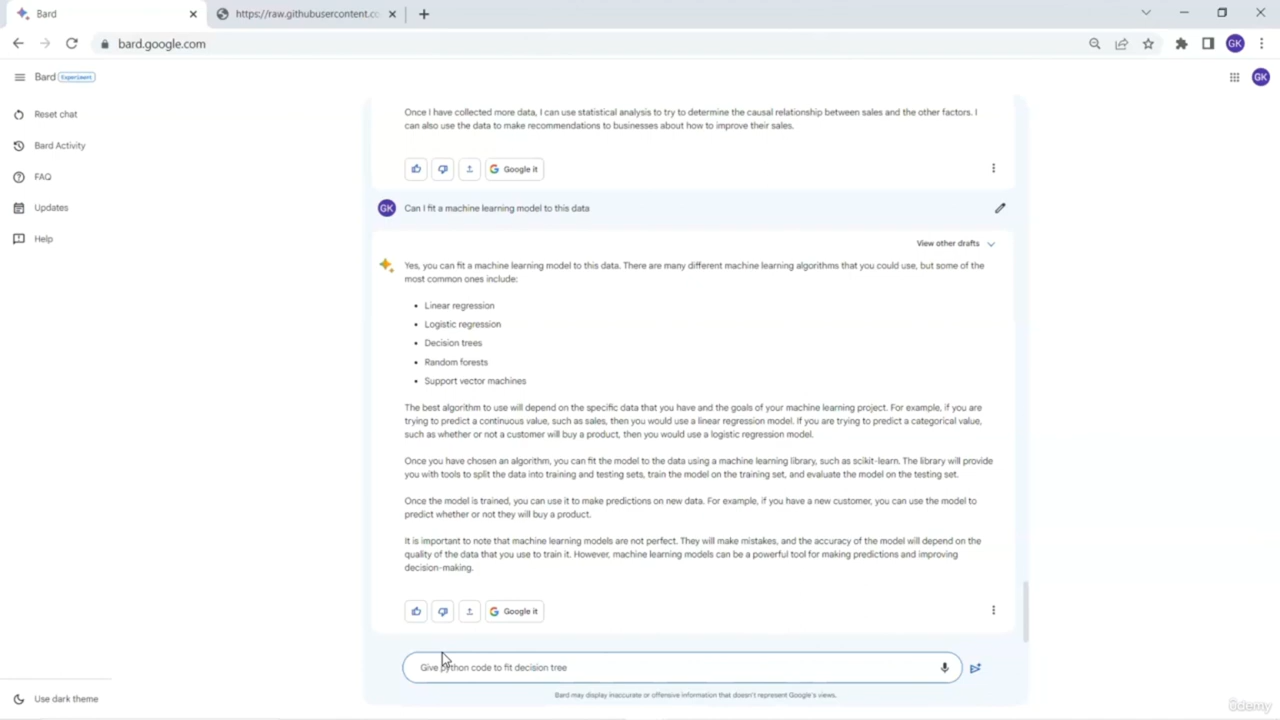 Bard
https://raw.githubusercontent.co
bard.google.com
GK
Bard Experiment
GK
Reset chat
Bard Activity
FAQ
Updates
Help
Once I have collected more data, I can use statistical analysis to try to determine the causal relationship between sales and the other factors. I
can also use the data to make recommendations to businesses about how to improve their sales.
Google it
GK Can I fit a machine learning model to this data
View other drafts
Yes, you can fit a machine learning model to this data. There are many different machine learning algorithms that you could use, but some of the
most common ones include:
• Linear regression
• Logistic regression
• Decision trees
• Random forests
• Support vector machines
The best algorithm to use will depend on the specific data that you have and the goals of your machine learning project. For example, if you are
trying to predict a continuous value, such as sales, then you would use a linear regression model. If you are trying to predict a categorical value,
such as whether or not a customer will buy a product, then you would use a logistic regression model.
Once you have chosen an algorithm, you can fit the model to the data using a machine learning library, such as scikit-learn. The library will provide
you with tools to split the data into training and testing sets, train the model on the training set, and evaluate the model on the testing set.
Once the model is trained, you can use it to make predictions on new data. For example, if you have a new customer, you can use the model to
predict whether or not they will buy a product.
It is important to note that machine learning models are not perfect. They will make mistakes, and the accuracy of the model will depend on the
quality of the data that you use to train it. However, machine learning models can be a powerful tool for making predictions and improving
decision-making.
Google it
Give python code to fit decision tree
Bard may display inaccurate or offensive information that doesn't represent Google's views.
Use dark theme
ûdemy